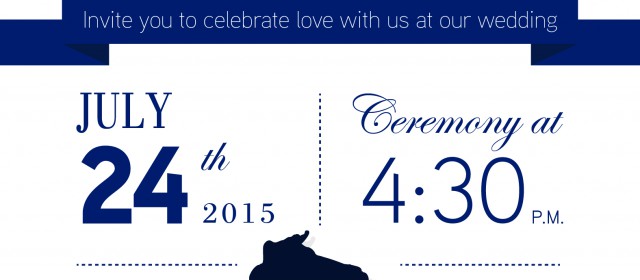 Invite you to celebrate love with us at our wedding
JULY
24 th
2015
Ceremony at
4:30 P.M.